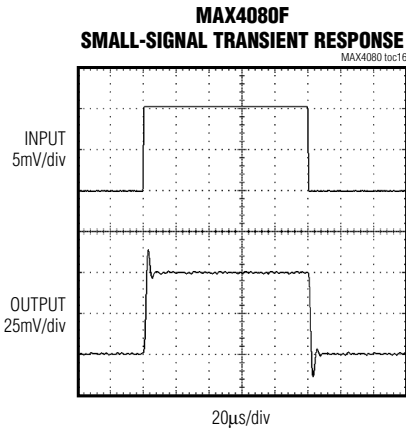 MAX4080F
SMALL-SIGNAL TRANSIENT RESPONSE
MAX4080 toc16
INPUT
5mV/div
OUTPUT
25mV/div
20μs/div